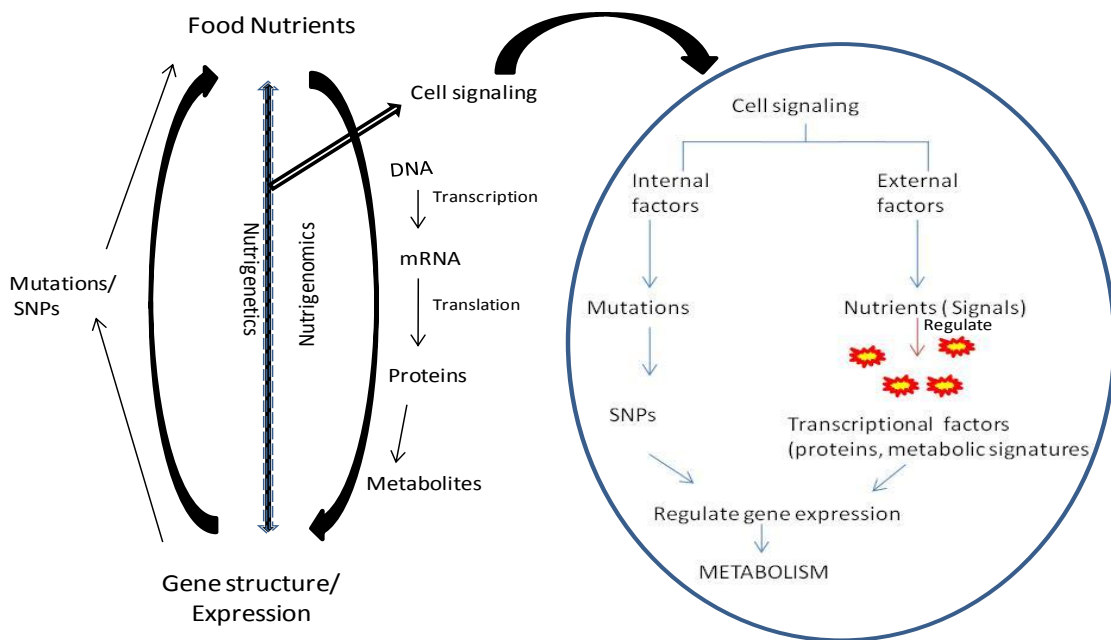 Food Nutrients
Cell signaling
DNA
Transcription
mRNA
Translation
Proteins
Metabolites
Nutrigenetics
Nutrigenomics
Mutations/
SNPs
Gene structure/
Expression
Cell signaling
Internal
factors
External
factors
Mutations
Nutrients ( Signals)
Regulate
SNPs
Transcriptional factors
(proteins, metabolic signatures
Regulate gene expression
METABOLISM